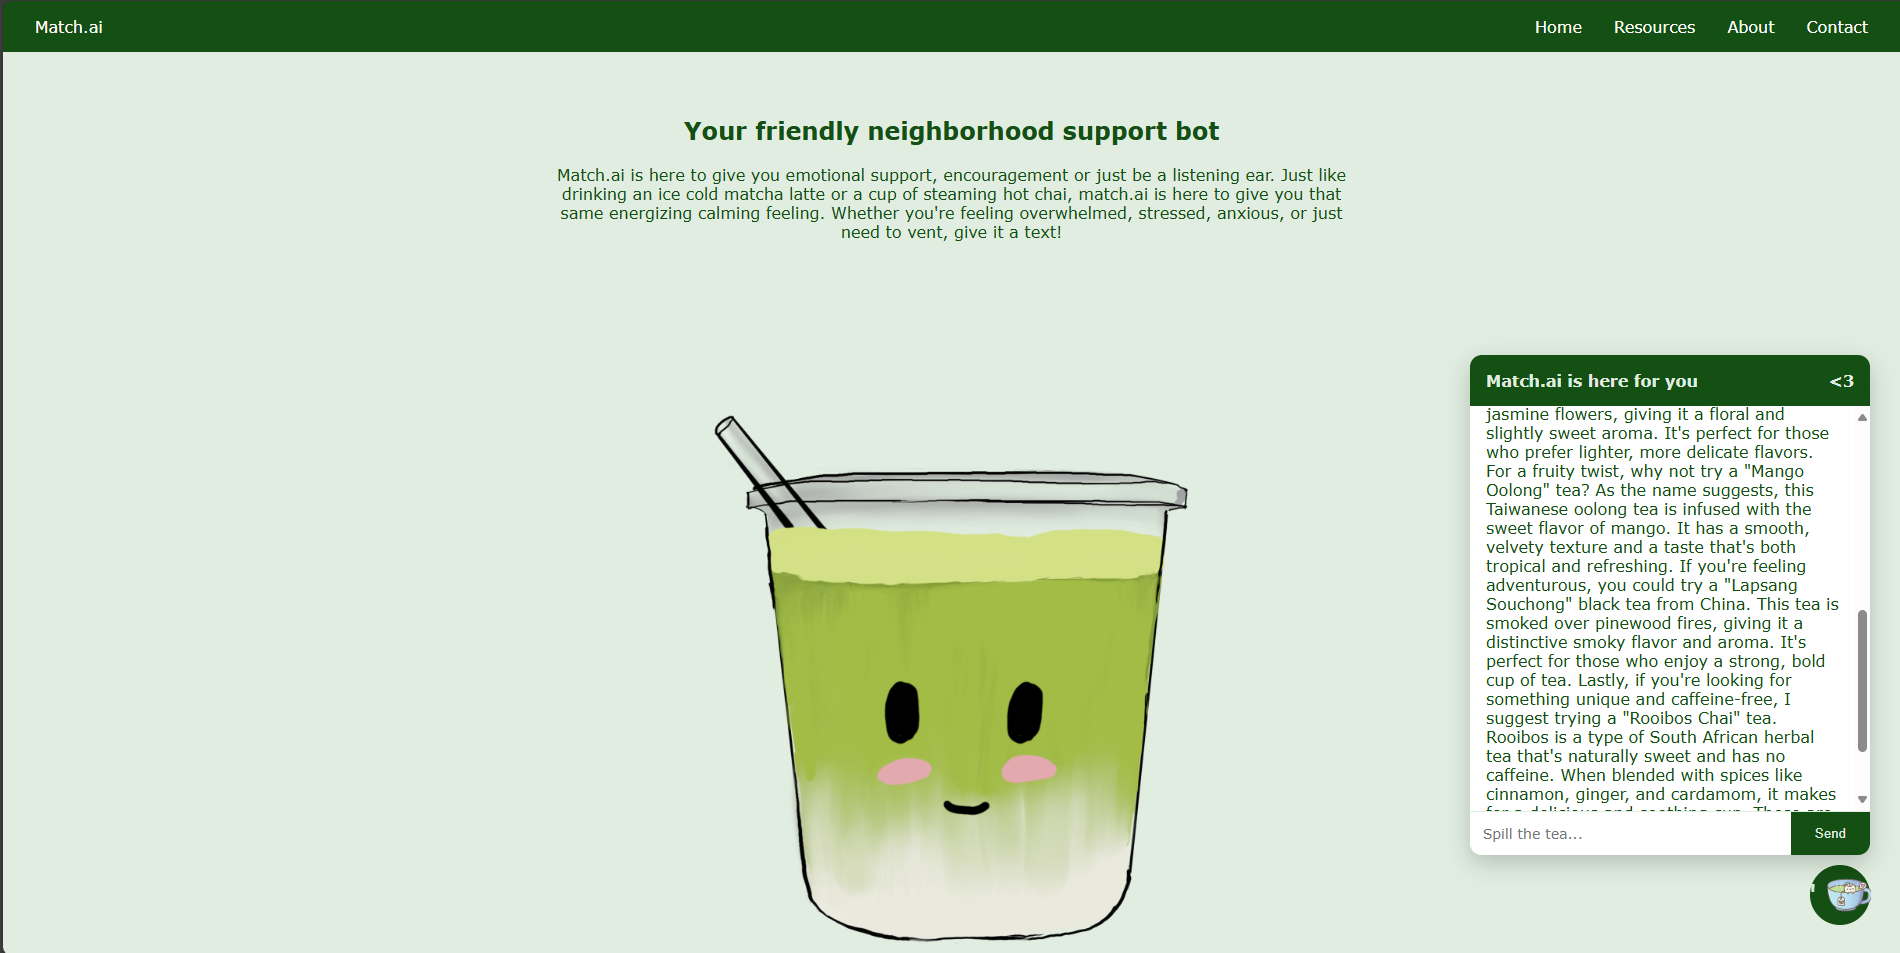 Match.ai
Home
Resources
About
Contact
Your friendly neighborhood support bot
Match.ai is here to give you emotional support, encouragement or just be a listening ear. Just like
drinking an ice cold matcha latte or a cup of steaming hot chai, match.ai is here to give you that
same energizing calming feeling. Whether you're feeling overwhelmed, stressed, anxious, or just
need to vent, give it a text!
Match.ai is here for you
<3
jasmine flowers, giving it a floral and
slightly sweet aroma. It's perfect for those
who prefer lighter, more delicate flavors.
For a fruity twist, why not try a "Mango
Oolong" tea? As the name suggests, this
Taiwanese oolong tea is infused with the
sweet flavor of mango. It has a smooth,
velvety texture and a taste that's both
tropical and refreshing. If you're feeling
adventurous, you could try a "Lapsang
Souchong" black tea from China. This tea is
smoked over pinewood fires, giving it a
distinctive smoky flavor and aroma. It's
perfect for those who enjoy a strong, bold
cup of tea. Lastly, if you're looking for
something unique and caffeine-free, I
suggest trying a "Rooibos Chai" tea.
Rooibos is a type of South African herbal
tea that's naturally sweet and has no
caffeine. When blended with spices like
cinnamon, ginger, and cardamom, it makes
Spill the tea...
Send